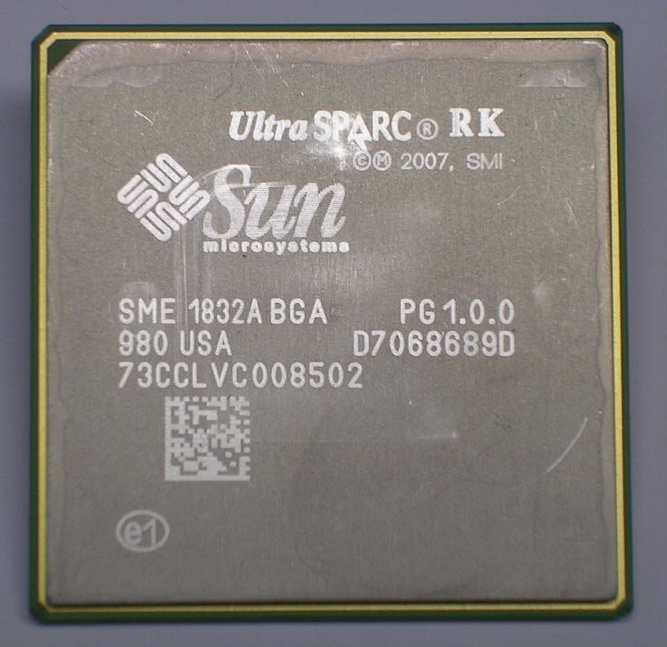 UltraSPARC® RK
©Ⓜ 2007, SMI
Sun
microsystems
SME 1832A BGA PG 1.0.0
980 USA D7068689D
73CCLVC008502
e1